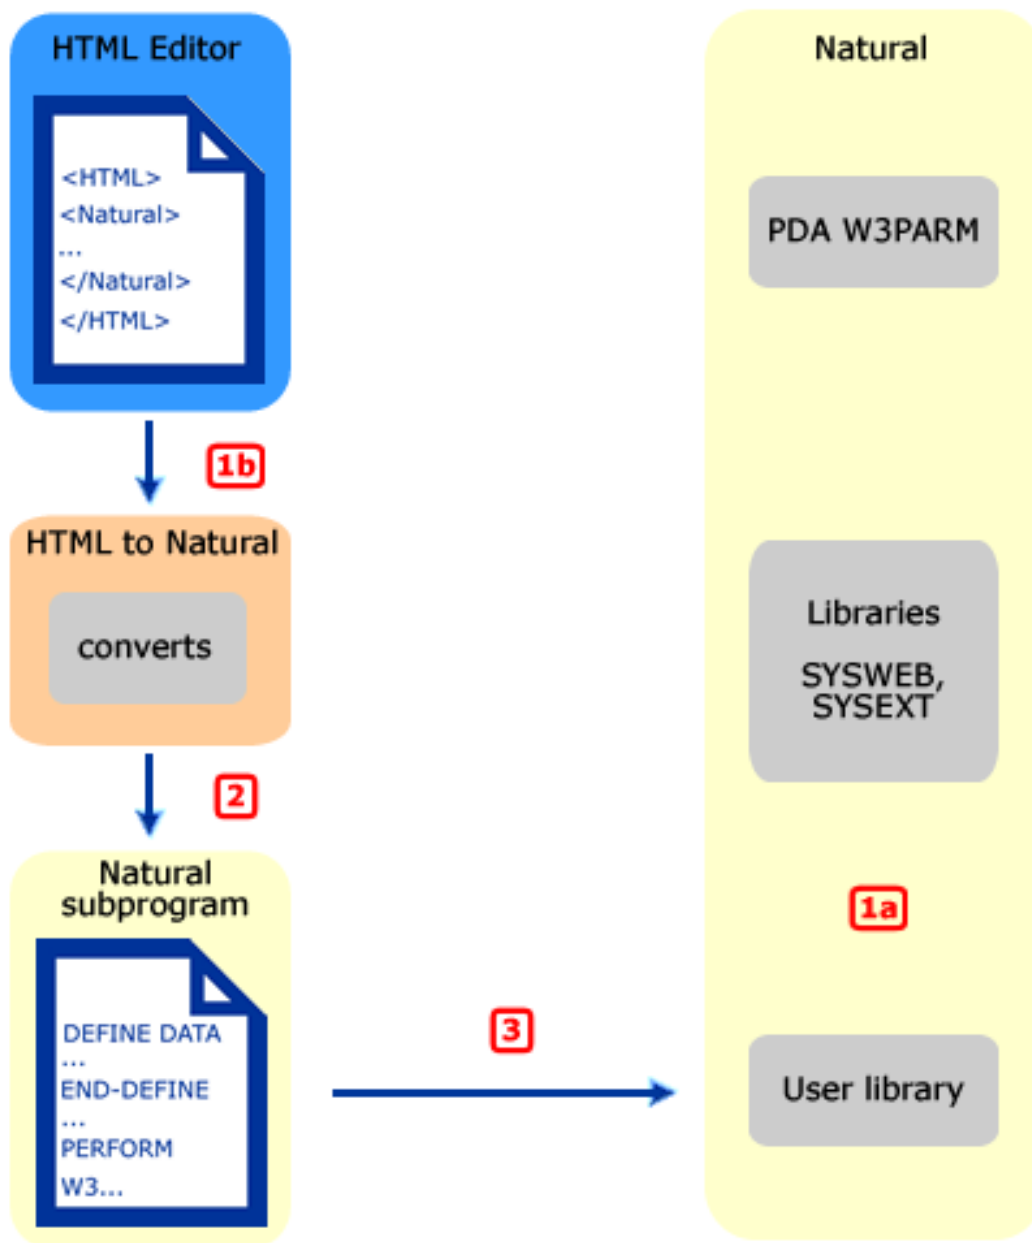 HTML Editor
<HTML>
<Natural>
...
</Natural>
</HTML>
1b
HTML to Natural
converts
2
Natural
subprogram
DEFINE DATA
...
END-DEFINE
...
PERFORM
W3...
3
Natural
PDA W3PARM
Libraries
SYSWEB,
SYSEXT
1a
User library